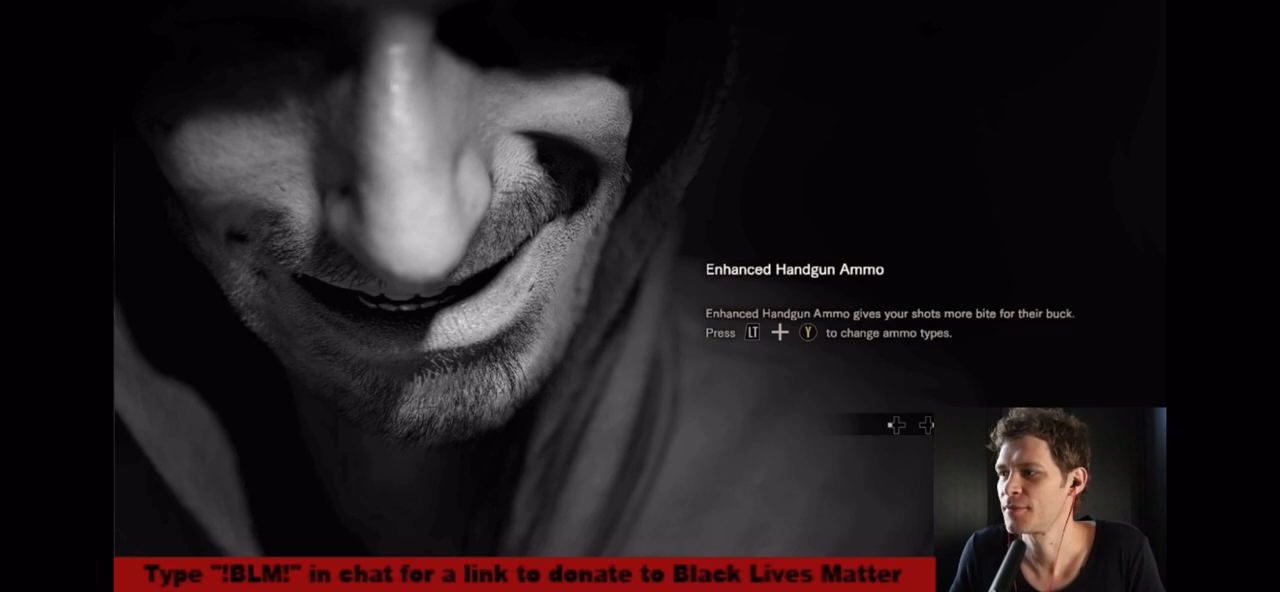 Enhanced Handgun Ammo
Enhanced Handgun Ammo gives your shots more bite for their buck.
Press LT + Y to change ammo types.
Type "!BLM!" in chat for a link to donate to Black Lives Matter